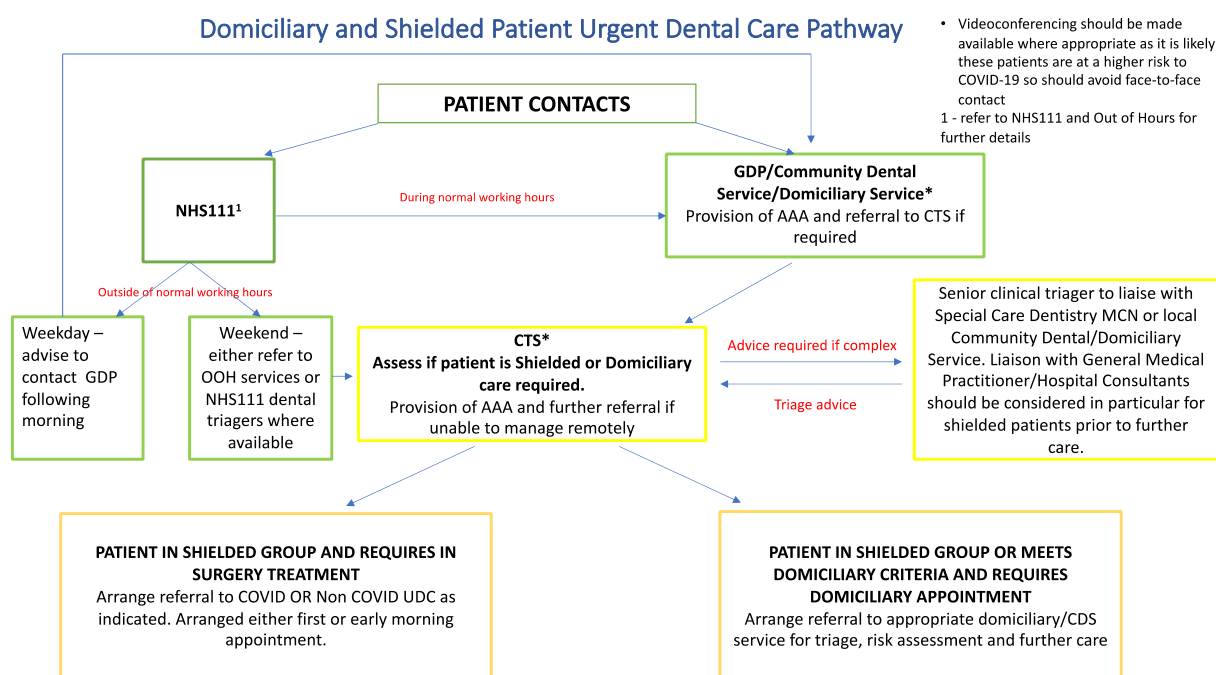 Domiciliary and Shielded Patient Urgent Dental Care Pathway
• Videoconferencing should be made
available where appropriate as it is likely
these patients are at a higher risk to
COVID-19 so should avoid face-to-face
contact
1 - refer to NHS111 and Out of Hours for
further details
PATIENT CONTACTS
NHS111¹
During normal working hours
GDP/Community Dental
Service/Domiciliary Service*
Provision of AAA and referral to CTS if
required
Outside of normal working hours
Weekday –
advise to
contact GDP
following
morning
Weekend –
either refer to
OOH services or
NHS111 dental
triagers where
available
CTS*
Assess if patient is Shielded or Domiciliary
care required.
Provision of AAA and further referral if
unable to manage remotely
Advice required if complex
Triage advice
Senior clinical triager to liaise with
Special Care Dentistry MCN or local
Community Dental/Domiciliary
Service. Liaison with General Medical
Practitioner/Hospital Consultants
should be considered in particular for
shielded patients prior to further
care.
PATIENT IN SHIELDED GROUP AND REQUIRES IN
SURGERY TREATMENT
Arrange referral to COVID OR Non COVID UDC as
indicated. Arranged either first or early morning
appointment.
PATIENT IN SHIELDED GROUP OR MEETS
DOMICILIARY CRITERIA AND REQUIRES
DOMICILIARY APPOINTMENT
Arrange referral to appropriate domiciliary/CDS
service for triage, risk assessment and further care